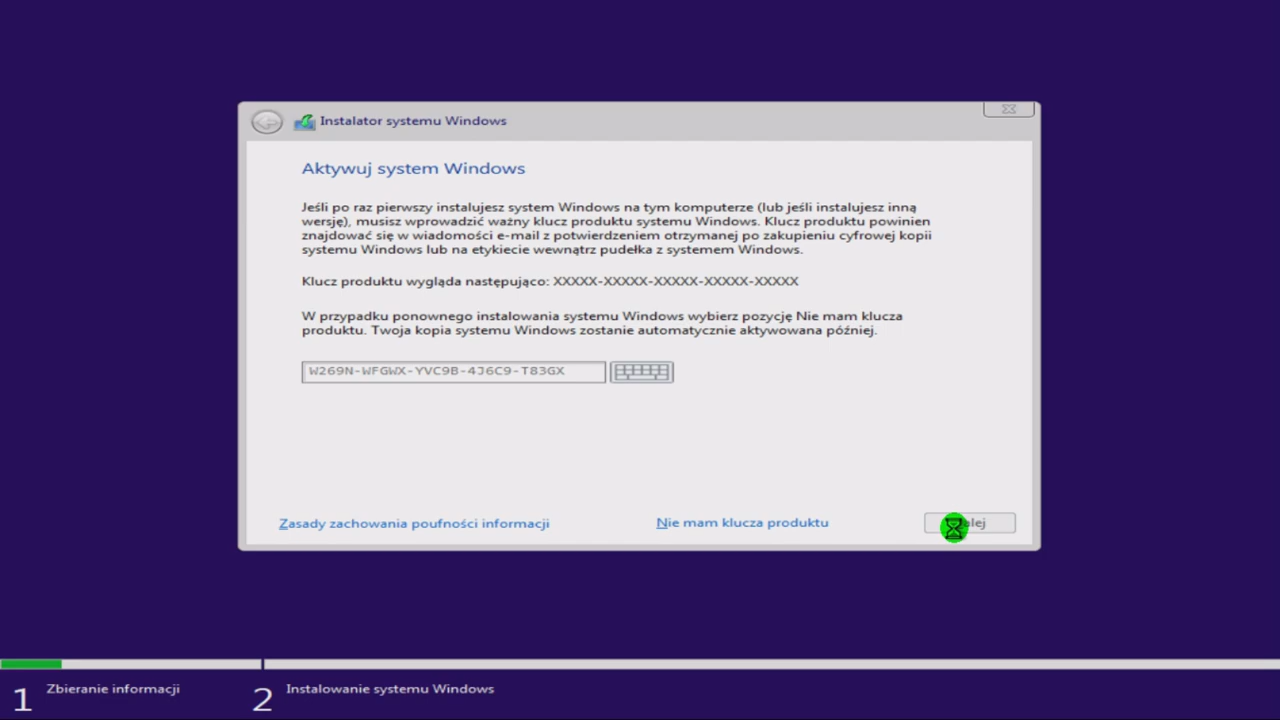 Instalator systemu Windows
Aktywuj system Windows
Jeśli po raz pierwszy instalujesz system Windows na tym komputerze (lub jeśli instalujesz inną
wersję), musisz wprowadzić ważny klucz produktu systemu Windows. Klucz produktu powinien
znajdować się w wiadomości e-mail z potwierdzeniem otrzymanej po zakupieniu cyfrowej kopii
systemu Windows lub na etykiecie wewnątrz pudełka z systemem Windows.
Klucz produktu wygląda następująco: XXXXX-XXXXX-XXXXX-XXXXX-XXXXX
W przypadku ponownego instalowania systemu Windows wybierz pozycję Nie mam klucza
produktu. Twoja kopia systemu Windows zostanie automatycznie aktywowana później.
W269N-WFGWX-YVC9B-4J6C9-T83GX
Zasady zachowania poufności informacji
Nie mam klucza produktu
1 Zbieranie informacji
2 Instalowanie systemu Windows